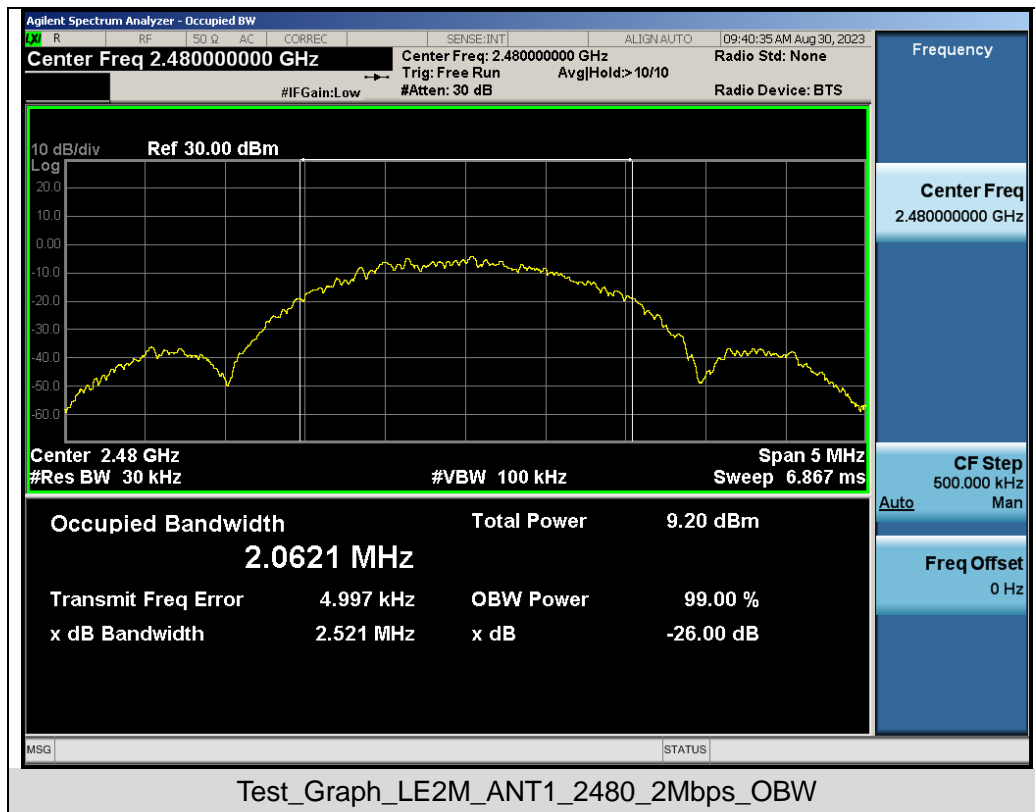 Agilent Spectrum Analyzer - Occupied BW
LXI R RF 50 Ω AC CORREC SENSE:INT ALIGN AUTO 09:40:35 AM Aug 30, 2023
Center Freq 2.480000000 GHz
Center Freq: 2.480000000 GHz Radio Std: None
Trig: Free Run Avg|Hold:> 10/10
#IFGain:Low #Atten: 30 dB Radio Device: BTS
Frequency
10 dB/div Ref 30.00 dBm
Log
20.0
10.0
0.00
-10.0
-20.0
-30.0
-40.0
-50.0
-60.0
Center 2.48 GHz Span 5 MHz
#Res BW 30 kHz #VBW 100 kHz Sweep 6.867 ms
Center Freq
2.480000000 GHz
CF Step
500.000 kHz
Auto Man
Freq Offset
0 Hz
Occupied Bandwidth Total Power 9.20 dBm
2.0621 MHz
Transmit Freq Error 4.997 kHz OBW Power 99.00 %
x dB Bandwidth 2.521 MHz x dB -26.00 dB
MSG STATUS
Test_Graph_LE2M_ANT1_2480_2Mbps_OBW